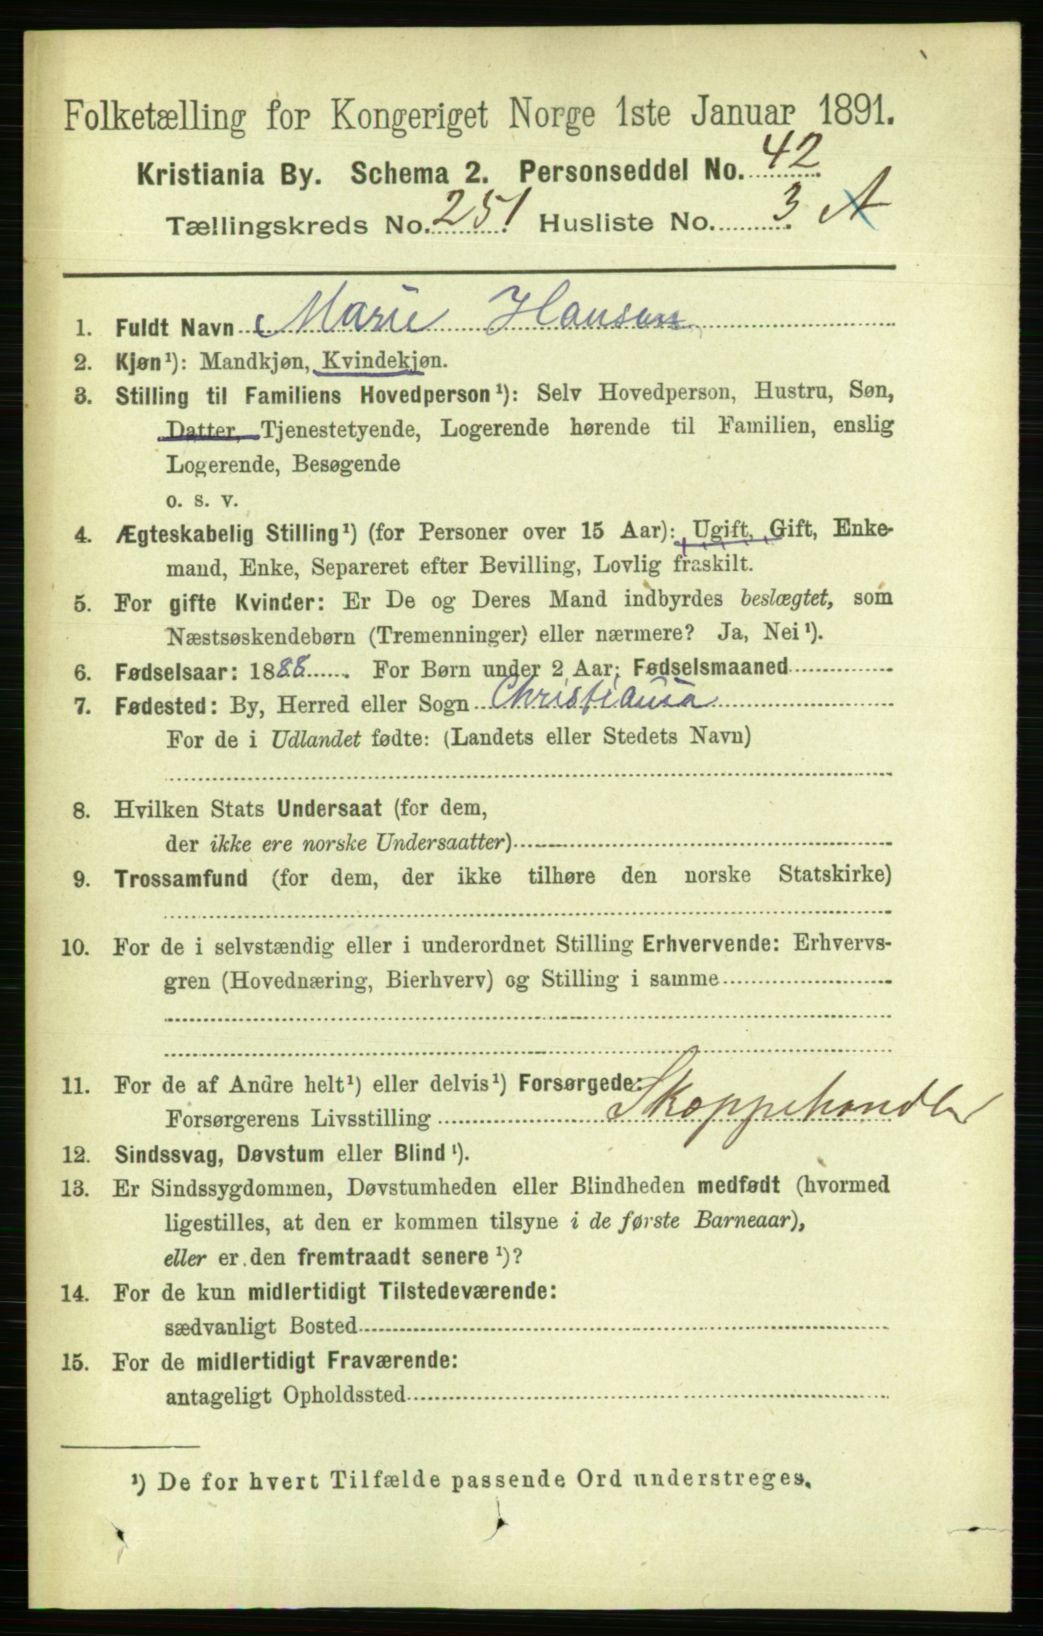 Folketælling for Kongeriget Norge 1ste Januar 1891.
Kristiania By. Schema 2. Personseddel No. 42
Tællingskreds No. 251 Husliste No. 3 A
1. Fuldt Navn Marie Hansen
2. Kjøn¹): Mandkjøn, Kvindekjøn.
3. Stilling til Familiens Hovedperson¹): Selv Hovedperson, Hustru, Søn,
Datter, Tjenestetyende, Logerende hørende til Familien, enslig
Logerende, Besøgende
o. s. v.
4. Ægteskabelig Stilling¹) (for Personer over 15 Aar): Ugift, Gift, Enke-
mand, Enke, Separeret efter Bevilling, Lovlig fraskilt.
5. For gifte Kvinder: Er De og Deres Mand indbyrdes beslægtet, som
Næstsøskendebørn (Tremenninger) eller nærmere? Ja, Nei¹).
6. Fødselsaar: 1888. For Børn under 2 Aar: Fødselsmaaned
7. Fødested: By, Herred eller Sogn Christiania
For de i Udlandet fødte: (Landets eller Stedets Navn)
8. Hvilken Stats Undersaat (for dem,
der ikke ere norske Undersaatter)
9. Trossamfund (for dem, der ikke tilhøre den norske Statskirke)
10. For de i selvstændig eller i underordnet Stilling Erhvervende: Erhvervs-
gren (Hovednæring, Bierhverv) og Stilling i samme
11. For de af Andre helt¹) eller delvis¹) Forsørgede:
Forsørgerens Livsstilling Skoppehandler
12. Sindssvag, Døvstum eller Blind¹).
13. Er Sindssygdommen, Døvstumheden eller Blindheden medfødt (hvormed
ligestilles, at den er kommen tilsyne i de første Barneaar),
eller er den fremtraadt senere¹)?
14. For de kun midlertidigt Tilstedeværende:
sædvanligt Bosted
15. For de midlertidigt Fraværende:
antageligt Opholdssted
¹) De for hvert Tilfælde passende Ord understreges.